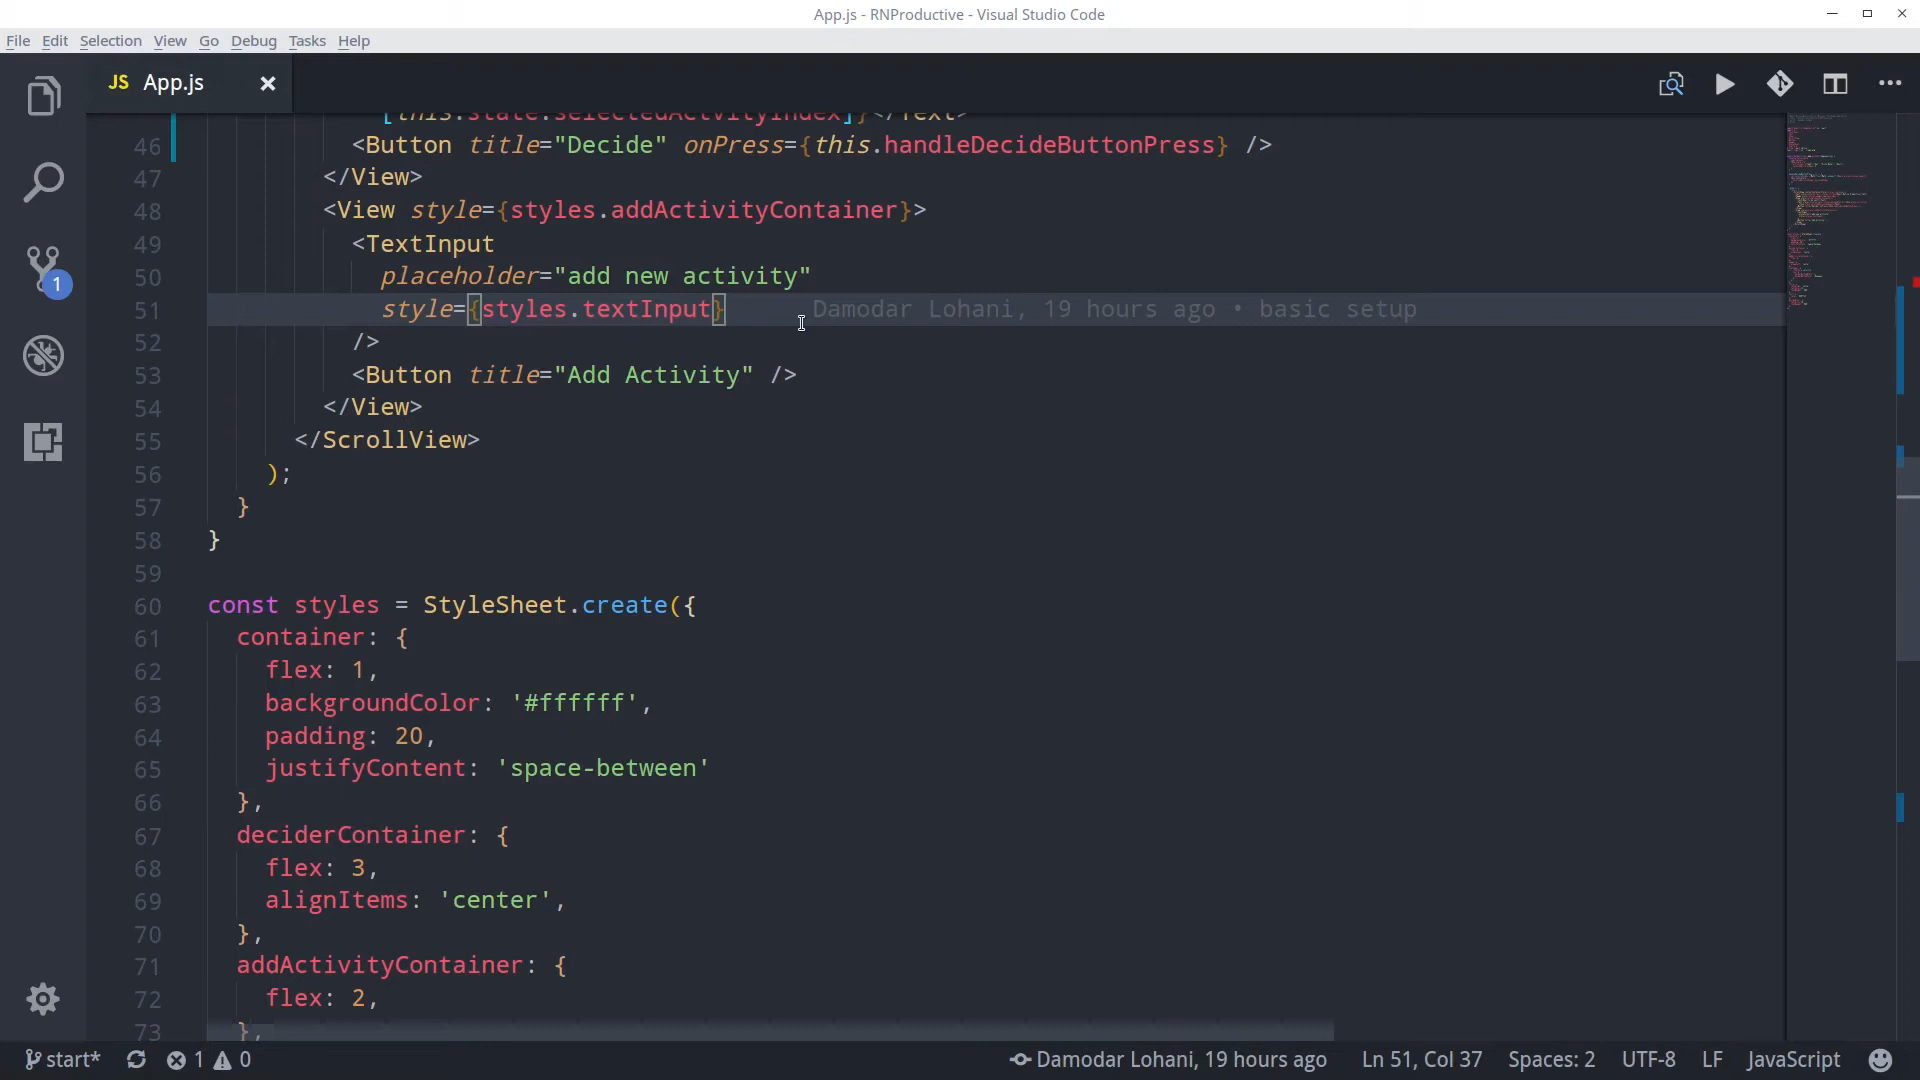 App.js - RNProductive - Visual Studio Code
File Edit Selection View Go Debug Tasks Help
JS App.js
[this.state.selectedActivityIndex]}</Text>
46 <Button title="Decide" onPress={this.handleDecideButtonPress} />
47 </View>
48 <View style={styles.addActivityContainer}>
49 <TextInput
50 placeholder="add new activity"
51 style={styles.textInput} Damodar Lohani, 19 hours ago • basic setup
52 />
53 <Button title="Add Activity" />
54 </View>
55 </ScrollView>
56 );
57 }
58 }
59
60 const styles = StyleSheet.create({
61 container: {
62 flex: 1,
63 backgroundColor: '#ffffff',
64 padding: 20,
65 justifyContent: 'space-between'
66 },
67 deciderContainer: {
68 flex: 3,
69 alignItems: 'center',
70 },
71 addActivityContainer: {
72 flex: 2,
73 },
1
start* 1 0 Damodar Lohani, 19 hours ago Ln 51, Col 37 Spaces: 2 UTF-8 LF JavaScript